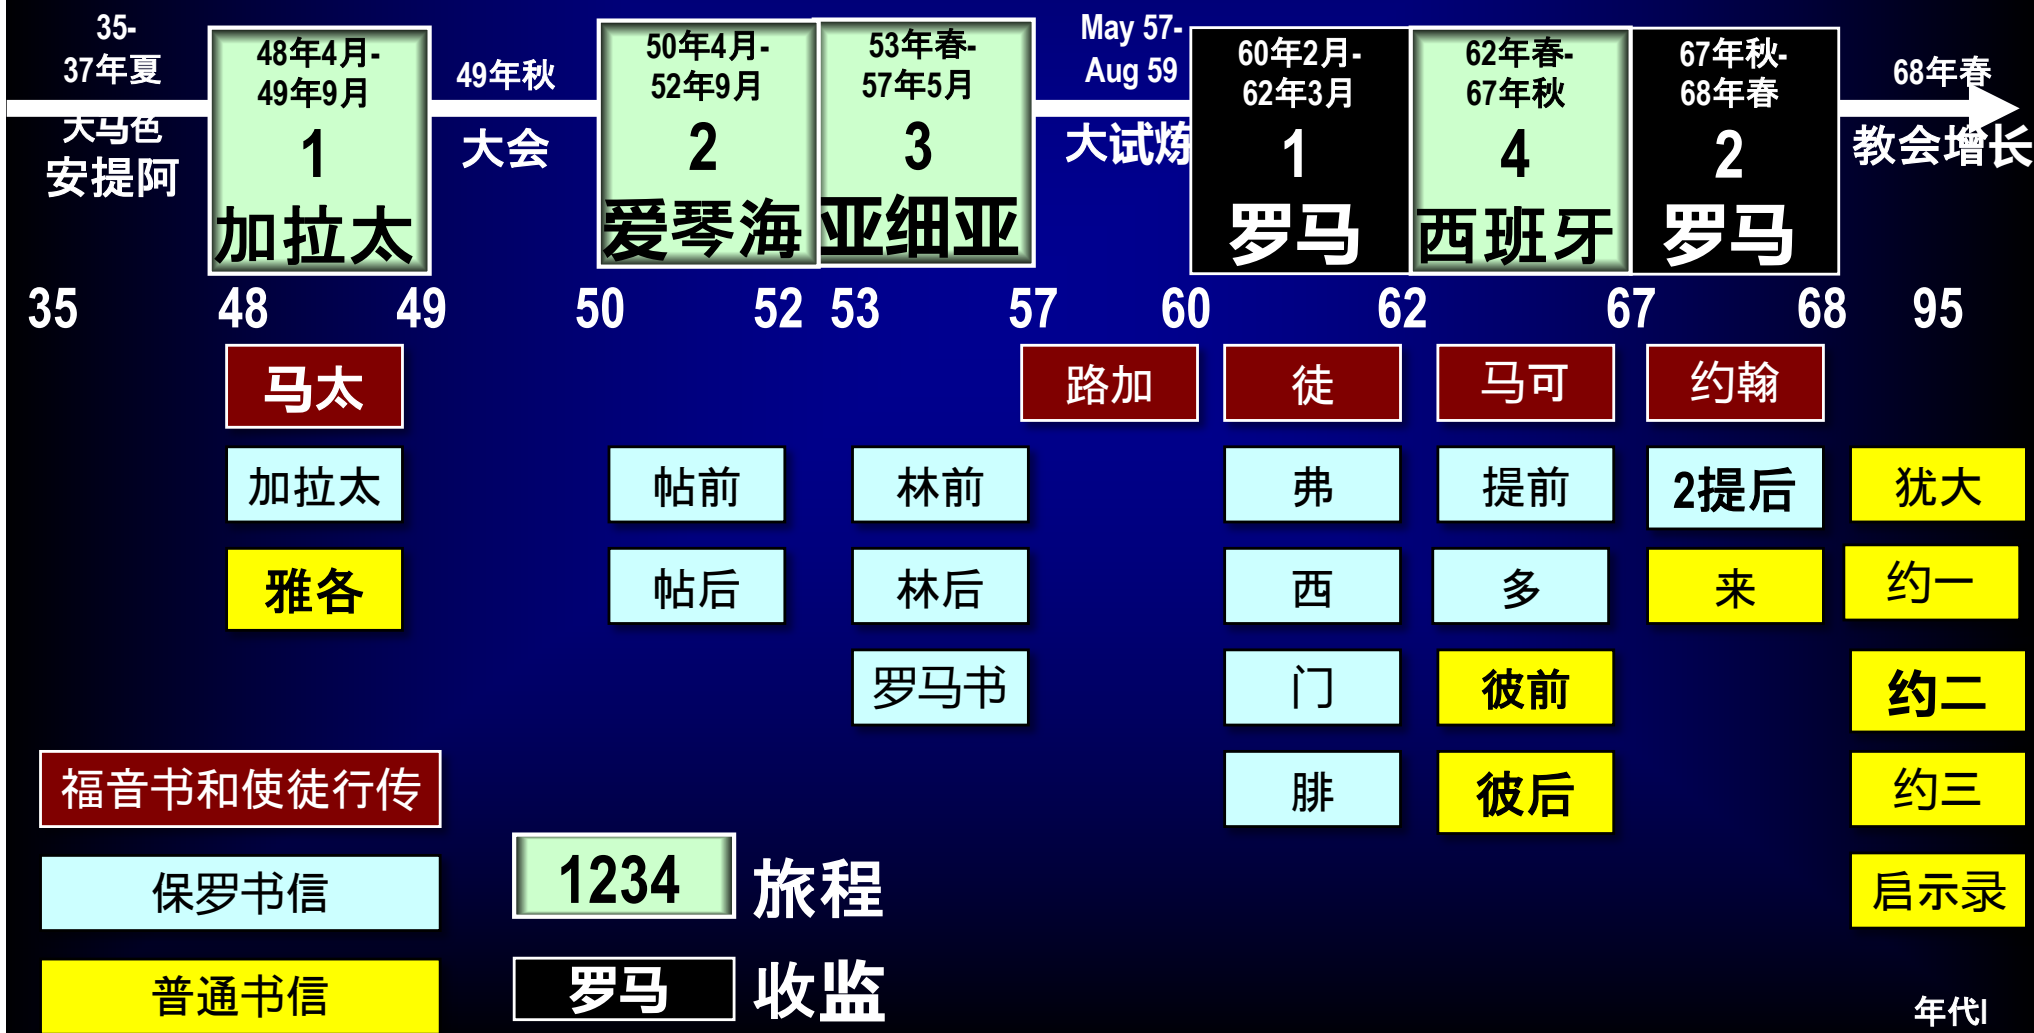 35-
37年夏
大马色
安提阿
48年4月-
49年9月
1
加拉太
49年秋
大会
50年4月-
52年9月
2
爱琴海
53年春-
57年5月
3
亚细亚
May 57-
Aug 59
大试炼
60年2月-
62年3月
1
罗马
62年春-
67年秋
4
西班牙
67年秋-
68年春
2
罗马
68年春
教会增长
35 48 49 50 52 53 57 60 62 67 68 95
马太 路加 徒 马可 约翰
加拉太 帖前 林前 弗 提前 2提后 犹大
雅各 帖后 林后 西 多 来 约一
罗马书 门 彼前 约二
福音书和使徒行传 腓 彼后 约三
保罗书信 1234 旅程 启示录
普通书信 罗马 收监
年代I